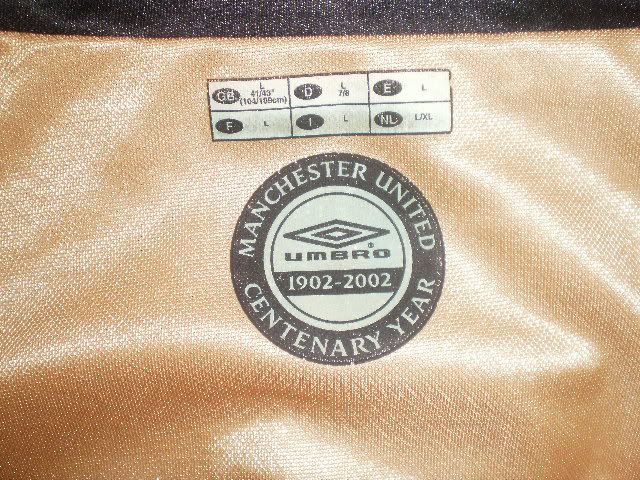 GB L 41/43" (104/109cm) D L 7/8 E L
F L I L NL L/XL
MANCHESTER UNITED
UMBRO®
1902-2002
CENTENARY YEAR